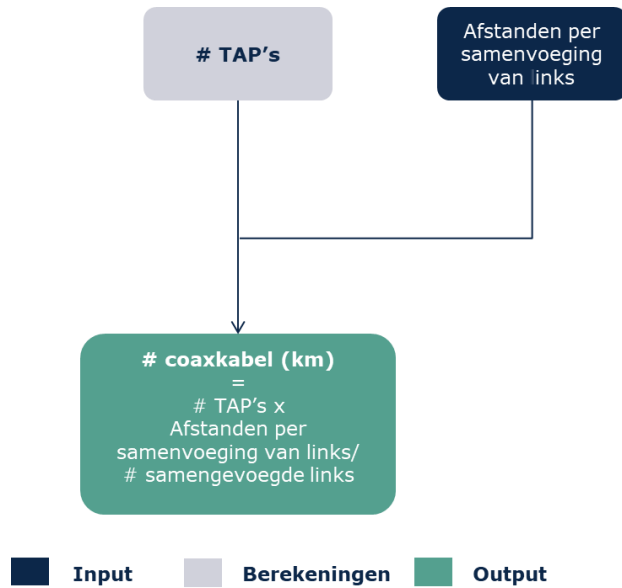 # TAP's
Afstanden per
samenvoeging
van links
# coaxkabel (km)
=
# TAP's x
Afstanden per
samenvoeging van links/
# samengevoegde links
Input
Berekeningen
Output